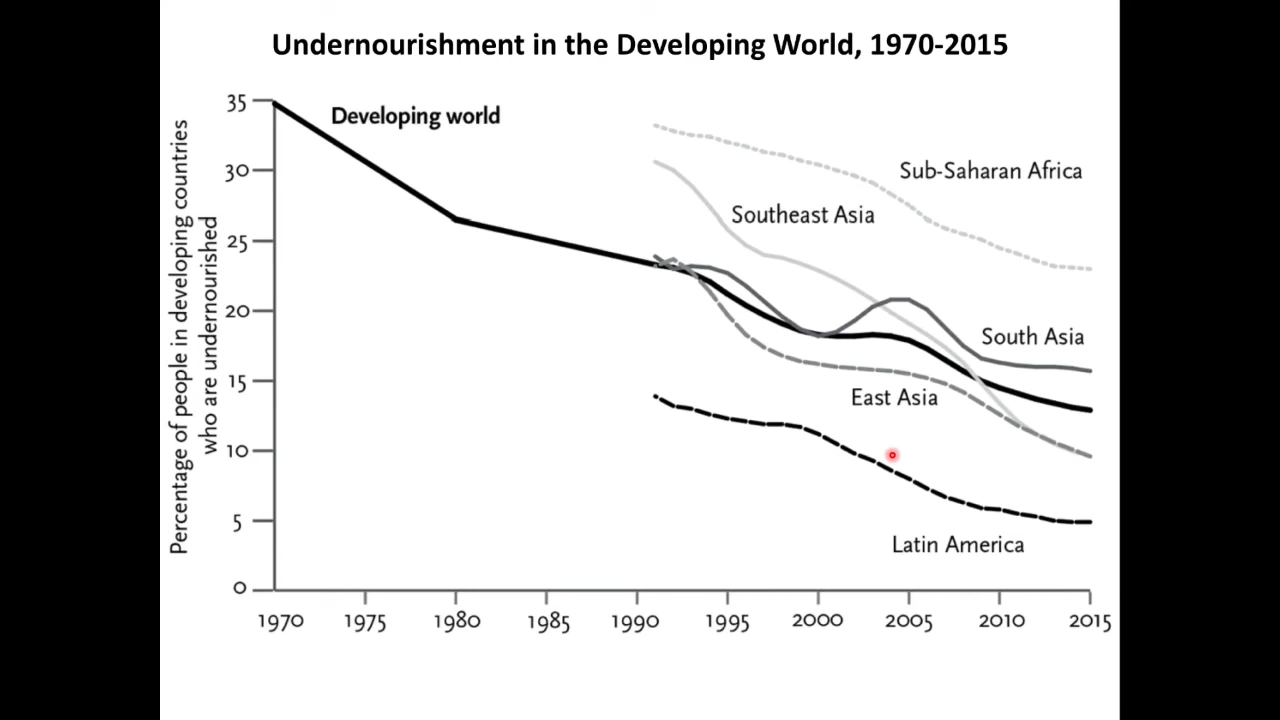 Undernourishment in the Developing World, 1970-2015
Percentage of people in developing countries
who are undernourished
35
30
25
20
15
10
5
0
Developing world
Sub-Saharan Africa
Southeast Asia
South Asia
East Asia
Latin America
1970 1975 1980 1985 1990 1995 2000 2005 2010 2015